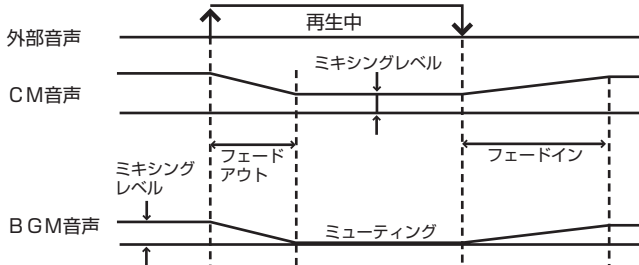 再生中
外部音声
ミキシングレベル
CM音声
フェード
アウト
フェードイン
ミキシング
レベル
BGM音声
ミューティング